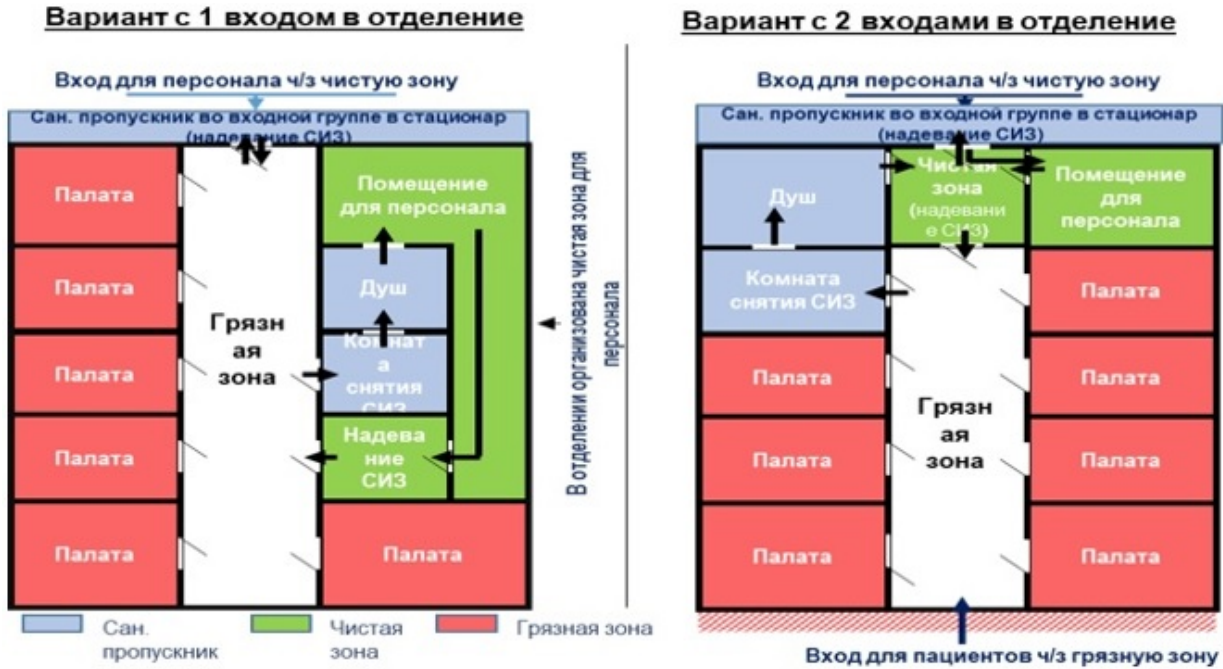 Вариант с 1 входом в отделение
Вход для персонала ч/з чистую зону
Сан. пропускник во входной группе в стационар
(надевание СИЗ)
Палата
Палата
Палата
Палата
Палата
Грязн
ая
зона
Помещение
для персонала
Душ
Комнат
а
снятия
СИЗ
Надева
ние
СИЗ
Палата
В отделении организована чистая зона для
персонала
Сан.
пропускник
Чистая
зона
Грязная зона
Вариант с 2 входами в отделение
Вход для персонала ч/з чистую зону
Сан. пропускник во входной группе в стационар
(надевание СИЗ)
Душ
Чистая
зона
(надевани
е СИЗ)
Помещение
для
персонала
Комната
снятия СИЗ
Палата
Палата
Палата
Палата
Грязн
ая
зона
Палата
Палата
Палата
Вход для пациентов ч/з грязную зону